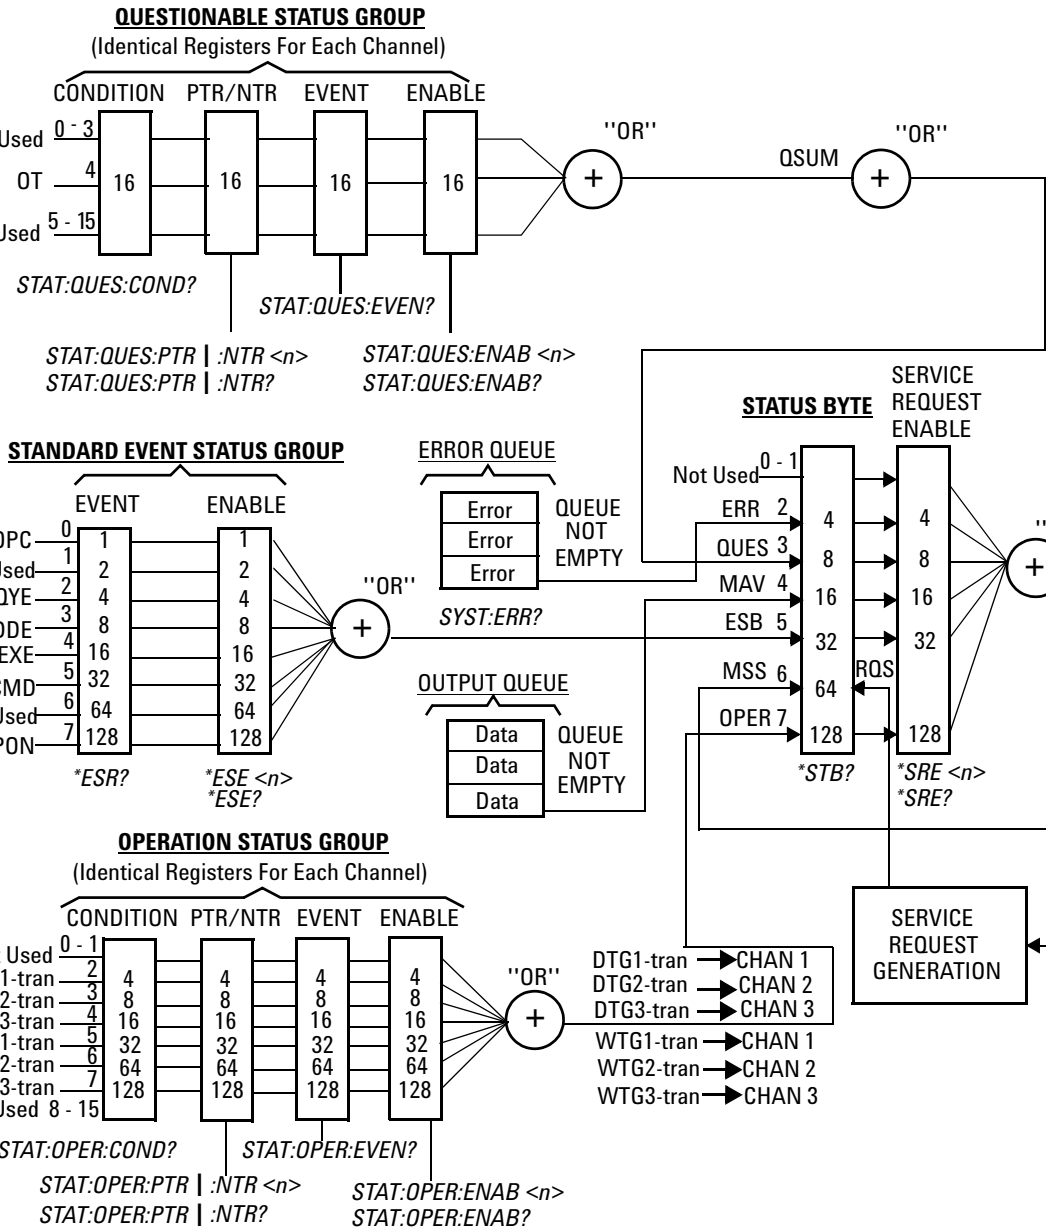 QUESTIONABLE STATUS GROUP
(Identical Registers For Each Channel)
CONDITION PTR/NTR EVENT ENABLE
Used 0 - 3
OT 4 16 16 16 16
Used 5 - 15
''OR''
+
QSUM
''OR''
+
STAT:QUES:COND?
STAT:QUES:EVEN?
STAT:QUES:PTR | :NTR <n>
STAT:QUES:PTR | :NTR?
STAT:QUES:ENAB <n>
STAT:QUES:ENAB?
STANDARD EVENT STATUS GROUP
EVENT ENABLE
OPC 0 1 1
Used 1 2 2
QYE 2 4 4
DDE 3 8 8
EXE 4 16 16
CMD 5 32 32
Used 6 64 64
PON 7 128 128
*ESR?
*ESE <n>
*ESE?
''OR''
+
ERROR QUEUE
Error
Error
Error
QUEUE
NOT
EMPTY
SYST:ERR?
OUTPUT QUEUE
Data
Data
Data
QUEUE
NOT
EMPTY
STATUS BYTE
SERVICE
REQUEST
ENABLE
Not Used 0 - 1
ERR 2 4 4
QUES 3 8 8
MAV 4 16 16
ESB 5 32 32
MSS 6 64 RQS
OPER 7 128 128
*STB?
*SRE <n>
*SRE?
''
+
SERVICE
REQUEST
GENERATION
OPERATION STATUS GROUP
(Identical Registers For Each Channel)
CONDITION PTR/NTR EVENT ENABLE
Used 0 - 1
1-tran 2 4 4 4 4
2-tran 3 8 8 8 8
3-tran 4 16 16 16 16
1-tran 5 32 32 32 32
2-tran 6 64 64 64 64
3-tran 7 128 128 128 128
Used 8 - 15
''OR''
+
DTG1-tran CHAN 1
DTG2-tran CHAN 2
DTG3-tran CHAN 3
WTG1-tran CHAN 1
WTG2-tran CHAN 2
WTG3-tran CHAN 3
STAT:OPER:COND?
STAT:OPER:EVEN?
STAT:OPER:PTR | :NTR <n>
STAT:OPER:PTR | :NTR?
STAT:OPER:ENAB <n>
STAT:OPER:ENAB?